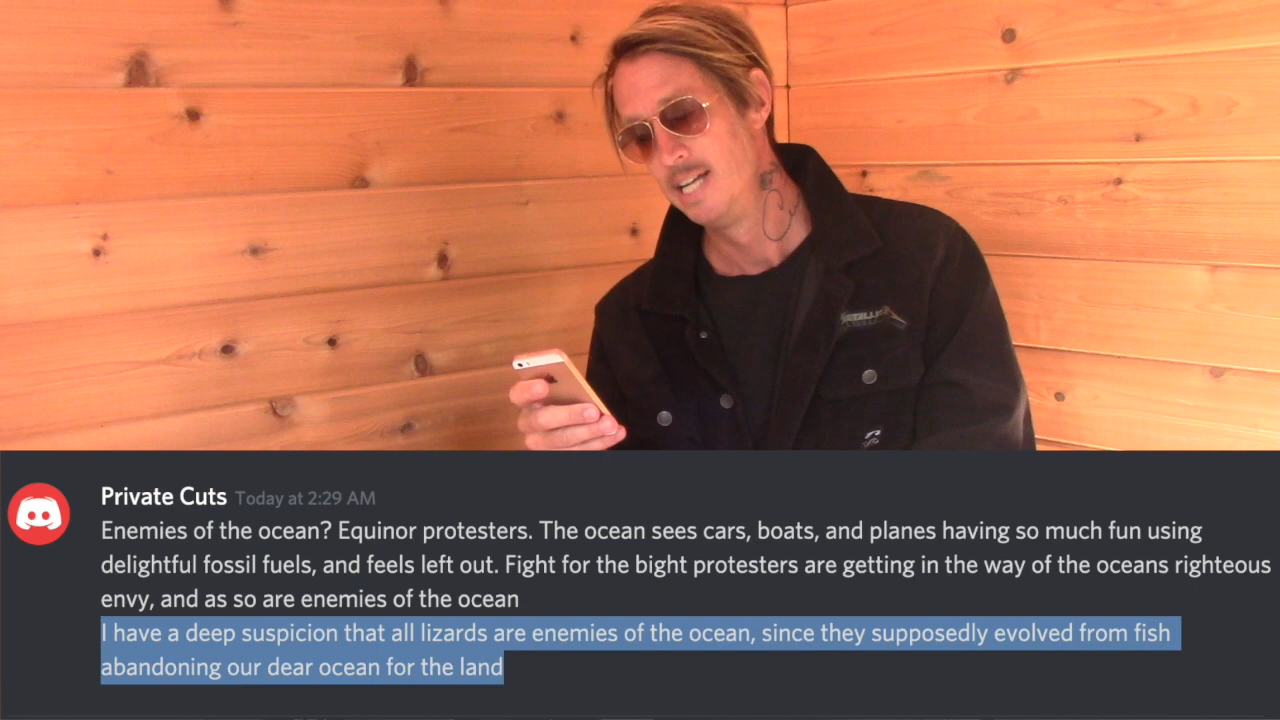 METALLICA
Private Cuts Today at 2:29 AM
Enemies of the ocean? Equinor protesters. The ocean sees cars, boats, and planes having so much fun using
delightful fossil fuels, and feels left out. Fight for the bight protesters are getting in the way of the oceans righteous
envy, and as so are enemies of the ocean
I have a deep suspicion that all lizards are enemies of the ocean, since they supposedly evolved from fish
abandoning our dear ocean for the land